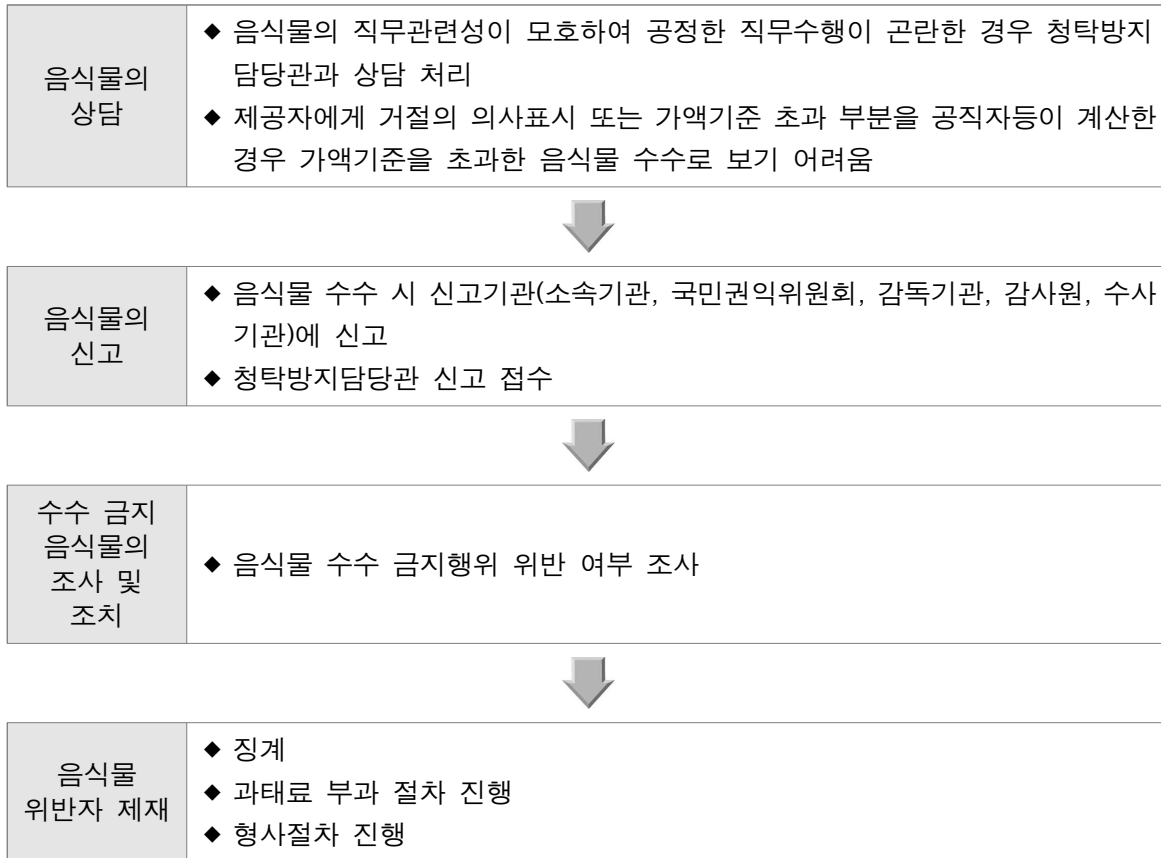 음식물의
상담
◆ 음식물의 직무관련성이 모호하여 공정한 직무수행이 곤란한 경우 청탁방지
담당관과 상담 처리
◆ 제공자에게 거절의 의사표시 또는 가액기준 초과 부분을 공직자등이 계산한
경우 가액기준을 초과한 음식물 수수로 보기 어려움
음식물의
신고
◆ 음식물 수수 시 신고기관(소속기관, 국민권익위원회, 감독기관, 감사원, 수사
기관)에 신고
◆ 청탁방지담당관 신고 접수
수수 금지
음식물의
조사 및
조치
◆ 음식물 수수 금지행위 위반 여부 조사
음식물
위반자 제재
◆ 징계
◆ 과태료 부과 절차 진행
◆ 형사절차 진행